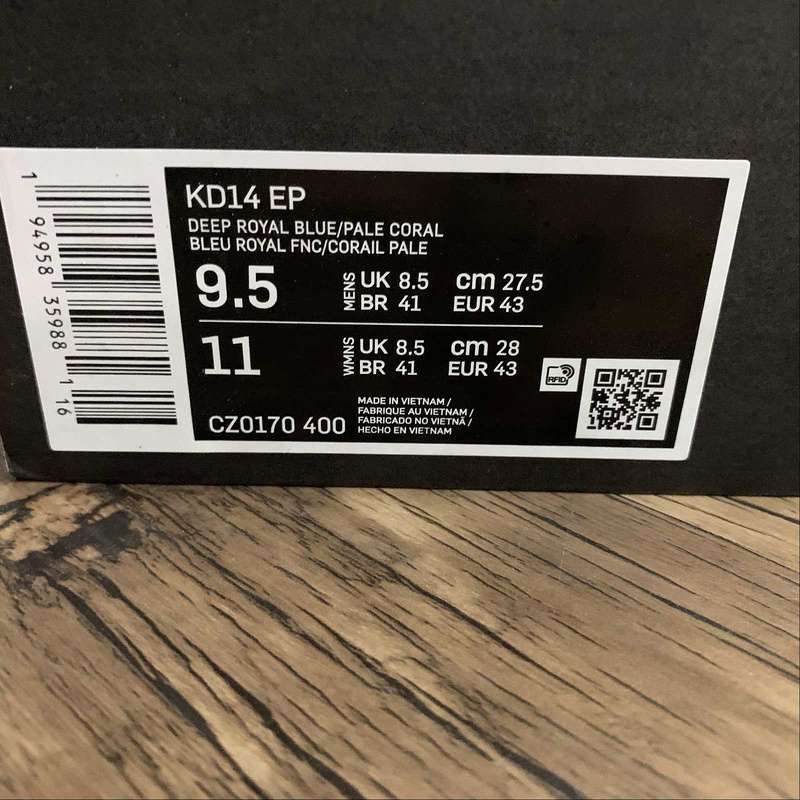 KD14 EP
DEEP ROYAL BLUE/PALE CORAL
BLEU ROYAL FNC/CORAIL PALE
9.5
MENS
UK 8.5 cm 27.5
BR 41 EUR 43
11
WMNS
UK 8.5 cm 28
BR 41 EUR 43
CZ0170 400
MADE IN VIETNAM /
FABRIQUE AU VIETNAM /
FABRICADO NO VIETNÃ /
HECHO EN VIETNAM
RFID
1 94958 35988 1 16